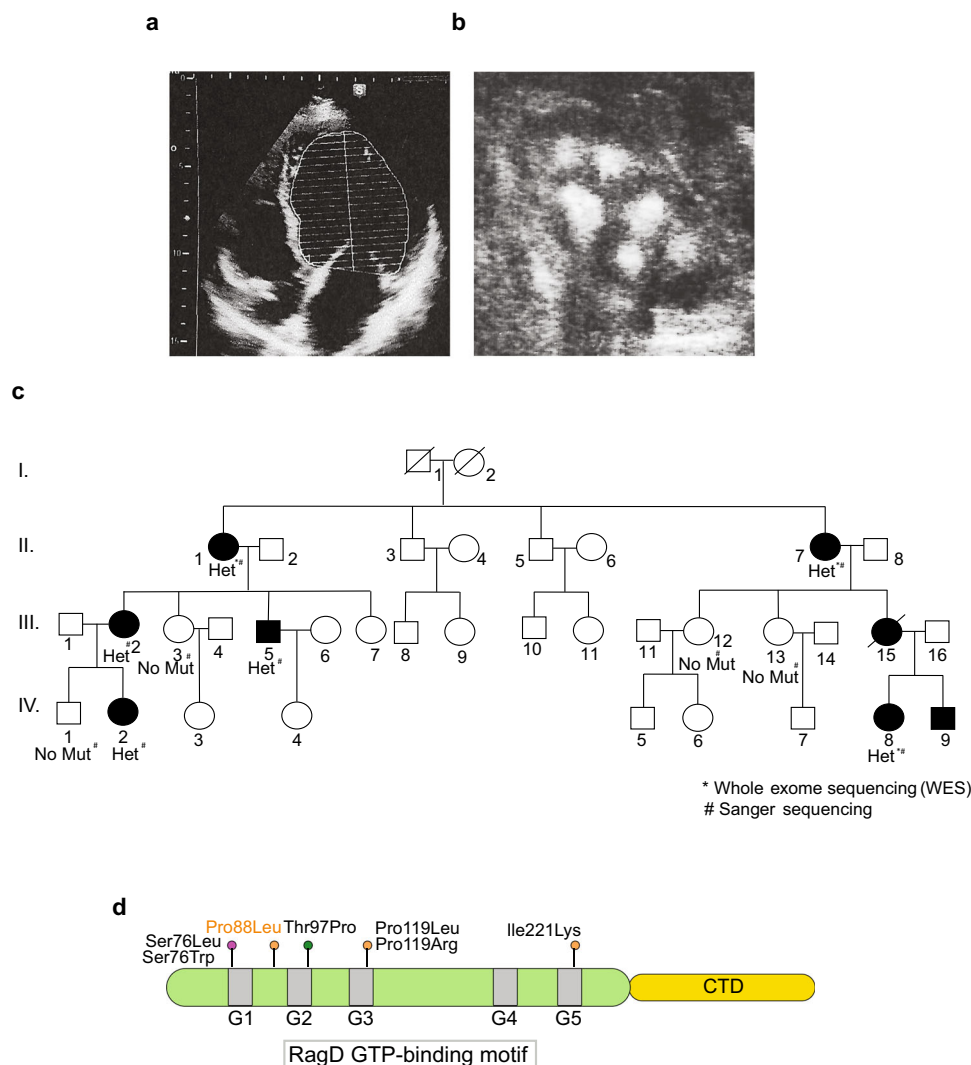 a
b
S
0
5
10
15
c
I.
1
2
II.
1
Het*#
2
3
4
5
6
7
Het*#
8
III.
1
Het# 2
3
No Mut#
4
5
Het#
6
7
8
9
10
11
11
12
No Mut#
13
No Mut#
14
15
16
IV.
1
No Mut#
2
Het#
3
4
5
6
7
8
Het*#
9
* Whole exome sequencing (WES)
# Sanger sequencing
d
Ser76Leu
Ser76Trp
Pro88Leu
Thr97Pro
Pro119Leu
Pro119Arg
Ile221Lys
CTD
G1
G2
G3
G4
G5
RagD GTP-binding motif